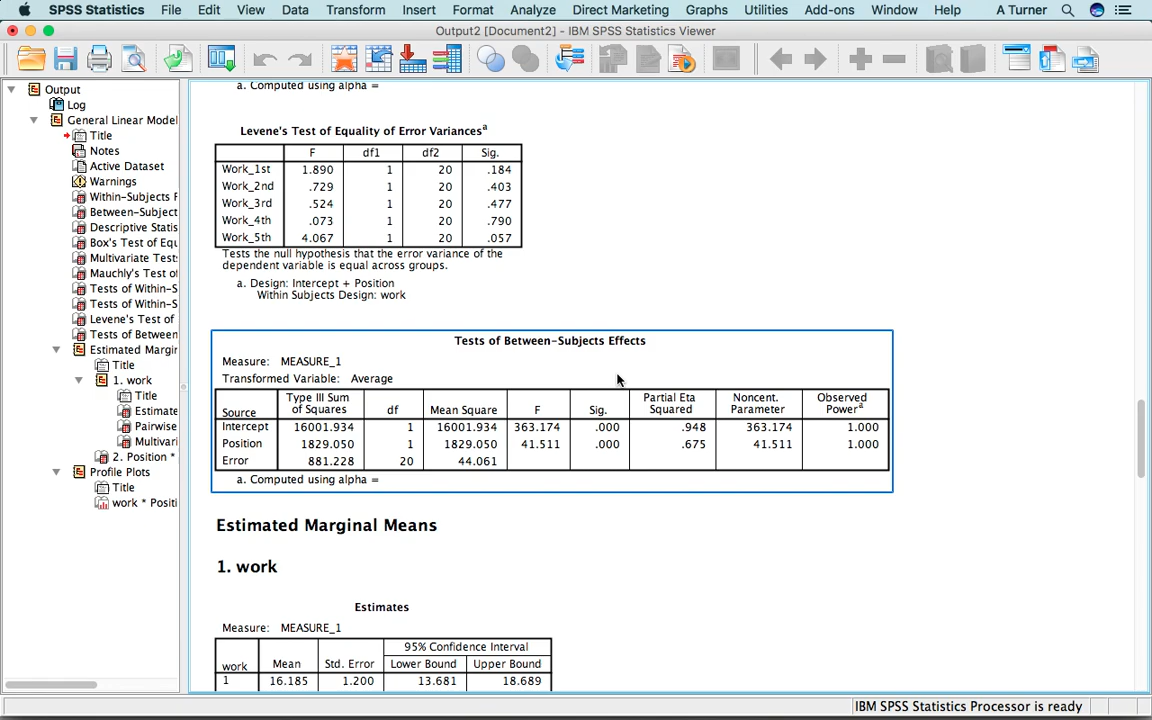 SPSS Statistics File Edit View Data Transform Insert Format Analyze Direct Marketing Graphs Utilities Add-ons Window Help A Turner
Output2 [Document2] - IBM SPSS Statistics Viewer
Output
Log
General Linear Model
Title
Notes
Active Dataset
Warnings
Within-Subjects F
Between-Subject
Descriptive Statis
Box's Test of Equ
Multivariate Test
Mauchly's Test of
Tests of Within-S
Tests of Within-S
Levene's Test of
Tests of Between
Estimated Margin
Title
1. work
Title
Estimate
Pairwise
Multivari
2. Position *
Profile Plots
Title
work * Positi
a. Computed using alpha =
Levene's Test of Equality of Error Variances a
F df1 df2 Sig.
Work_1st 1.890 1 20 .184
Work_2nd .729 1 20 .403
Work_3rd .524 1 20 .477
Work_4th .073 1 20 .790
Work_5th 4.067 1 20 .057
Tests the null hypothesis that the error variance of the
dependent variable is equal across groups.
a. Design: Intercept + Position
Within Subjects Design: work
Tests of Between-Subjects Effects
Measure: MEASURE_1
Transformed Variable: Average
Source Type III Sum of Squares df Mean Square F Sig. Partial Eta Squared Noncent. Parameter Observed Power a
Intercept 16001.934 1 16001.934 363.174 .000 .948 363.174 1.000
Position 1829.050 1 1829.050 41.511 .000 .675 41.511 1.000
Error 881.228 20 44.061
a. Computed using alpha =
Estimated Marginal Means
1. work
Estimates
Measure: MEASURE_1
95% Confidence Interval
work Mean Std. Error Lower Bound Upper Bound
1 16.185 1.200 13.681 18.689
IBM SPSS Statistics Processor is ready